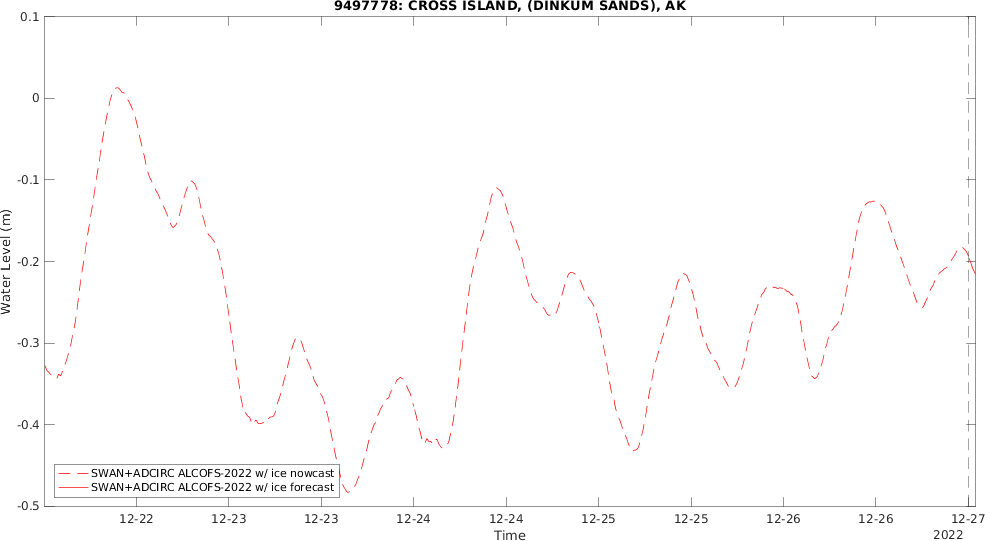 9497778: CROSS ISLAND, (DINKUM SANDS), AK
0.1
0
-0.1
-0.2
-0.3
-0.4
-0.5
Water Level (m)
SWAN+ADCIRC ALCOFS-2022 w/ ice nowcast
SWAN+ADCIRC ALCOFS-2022 w/ ice forecast
12-22 12-23 12-23 12-24 12-24 12-25 12-25 12-26 12-26 12-27
Time
2022